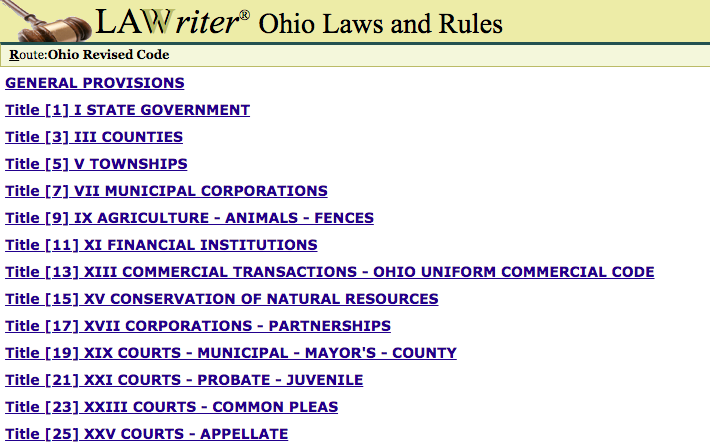 LAWriter® Ohio Laws and Rules
Route:Ohio Revised Code
GENERAL PROVISIONS
Title [1] I STATE GOVERNMENT
Title [3] III COUNTIES
Title [5] V TOWNSHIPS
Title [7] VII MUNICIPAL CORPORATIONS
Title [9] IX AGRICULTURE - ANIMALS - FENCES
Title [11] XI FINANCIAL INSTITUTIONS
Title [13] XIII COMMERCIAL TRANSACTIONS - OHIO UNIFORM COMMERCIAL CODE
Title [15] XV CONSERVATION OF NATURAL RESOURCES
Title [17] XVII CORPORATIONS - PARTNERSHIPS
Title [19] XIX COURTS - MUNICIPAL - MAYOR'S - COUNTY
Title [21] XXI COURTS - PROBATE - JUVENILE
Title [23] XXIII COURTS - COMMON PLEAS
Title [25] XXV COURTS - APPELLATE